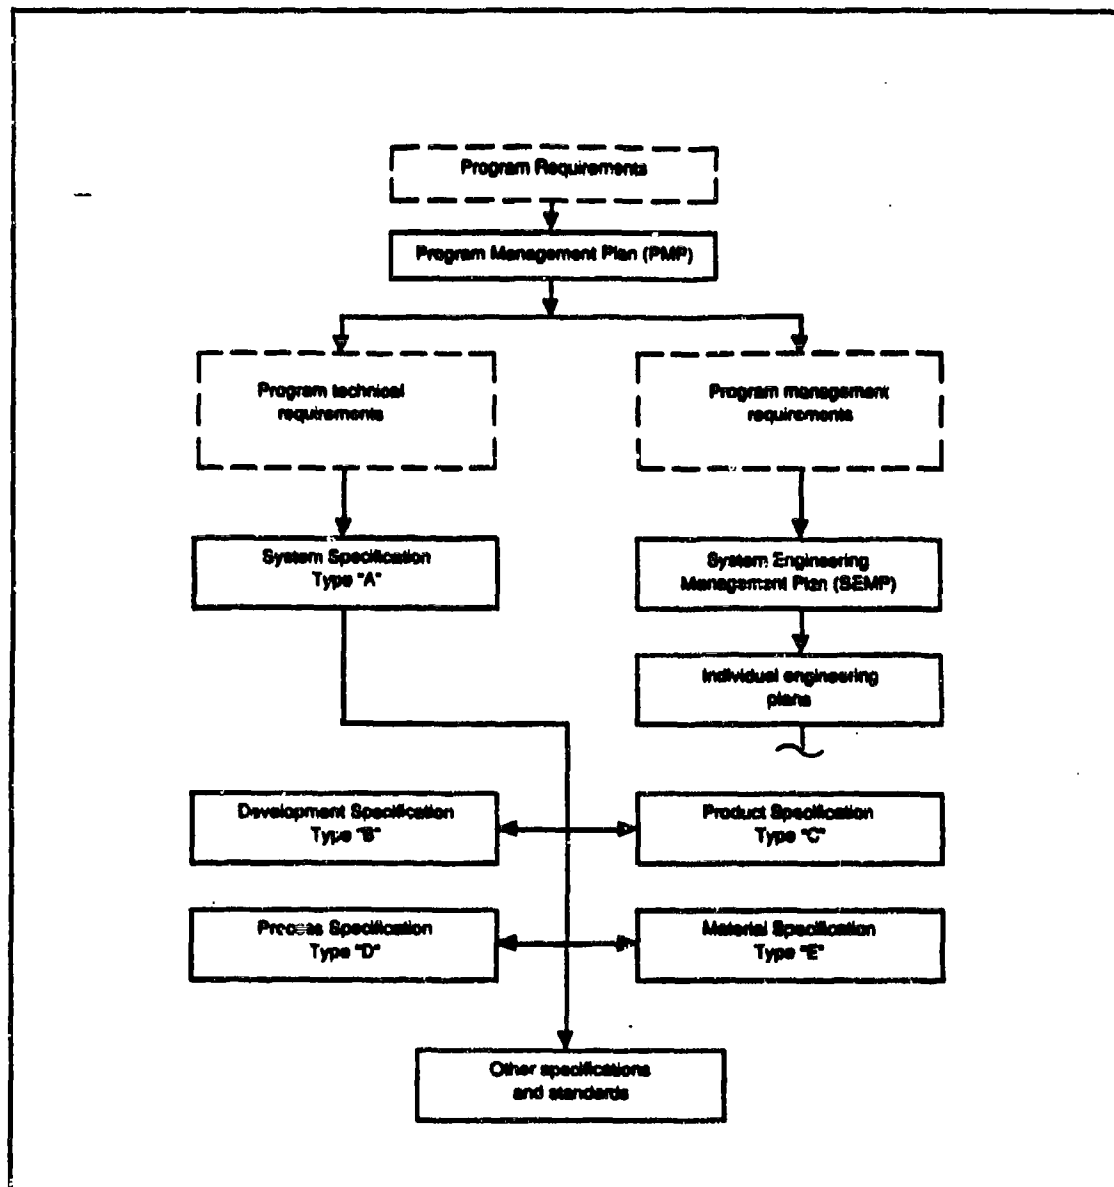 Program Requirements
Program Management Plan (PMP)
Program technical
requirements
Program management
requirements
System Specification
Type "A"
System Engineering
Management Plan (SEMP)
Individual engineering
plans
Development Specification
Type "B"
Product Specification
Type "C"
Process Specification
Type "D"
Material Specification
Type "E"
Other specifications
and standards